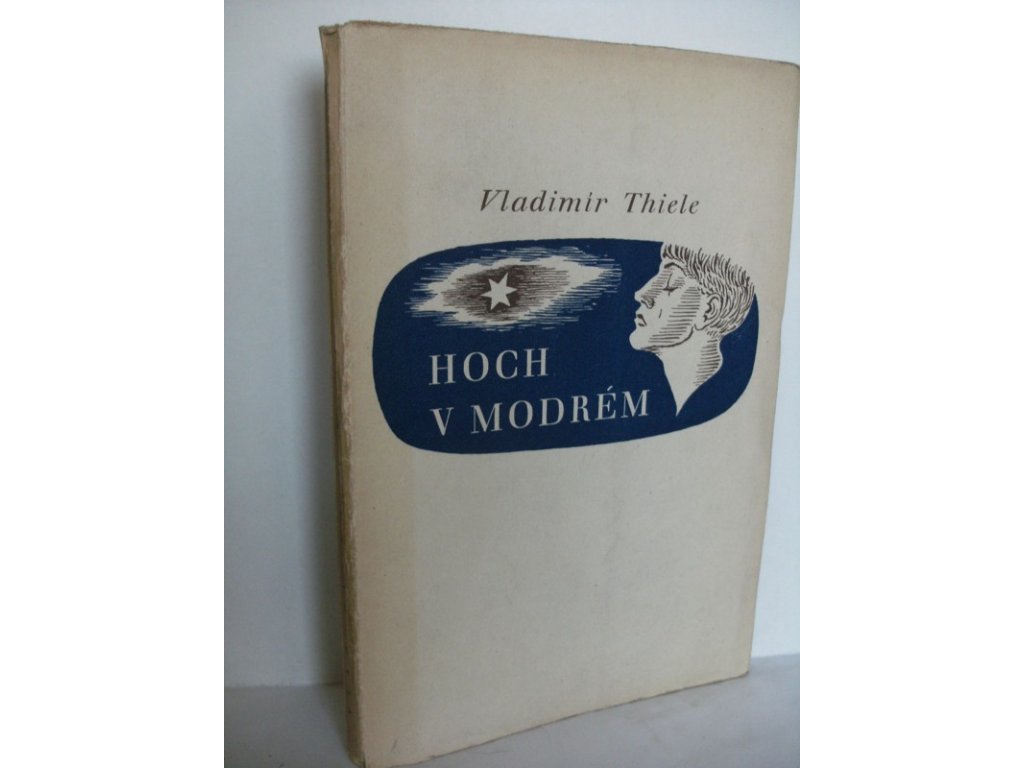 Vladimír Thiele
HOCH
V MODRÉM